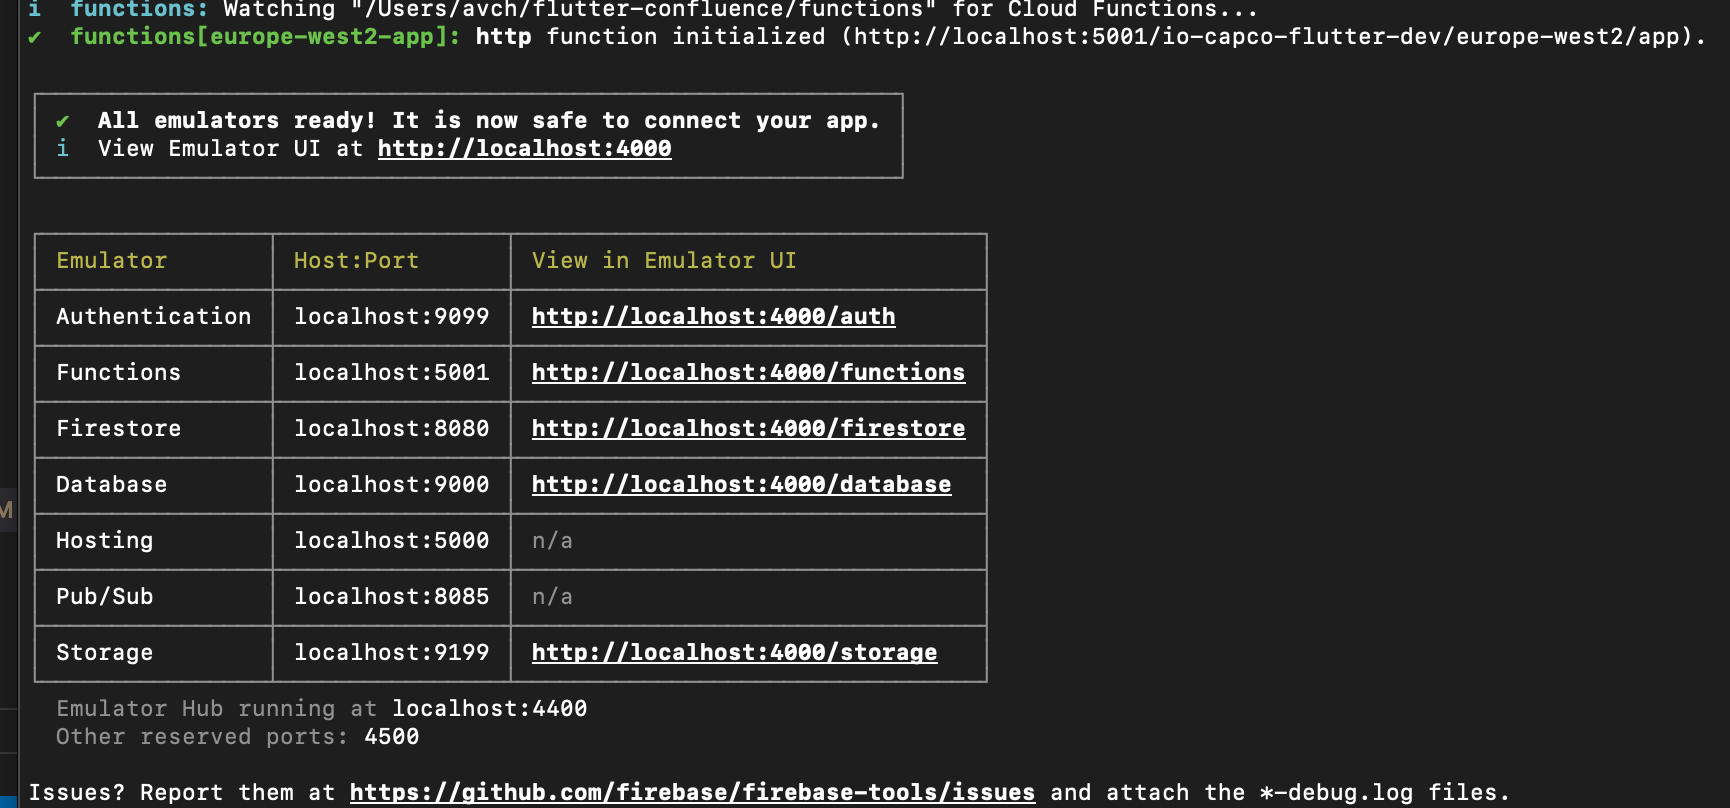 i  functions: Watching "/Users/avch/flutter-confluence/functions" for Cloud Functions...
✔  functions[europe-west2-app]: http function initialized (http://localhost:5001/io-capco-flutter-dev/europe-west2/app).
✔  All emulators ready! It is now safe to connect your app.
i  View Emulator UI at http://localhost:4000
Emulator Host:Port View in Emulator UI
Authentication localhost:9099 http://localhost:4000/auth
Functions localhost:5001 http://localhost:4000/functions
Firestore localhost:8080 http://localhost:4000/firestore
Database localhost:9000 http://localhost:4000/database
M
Hosting localhost:5000 n/a
Pub/Sub localhost:8085 n/a
Storage localhost:9199 http://localhost:4000/storage
Emulator Hub running at localhost:4400
Other reserved ports: 4500
Issues? Report them at https://github.com/firebase/firebase-tools/issues and attach the *-debug.log files.